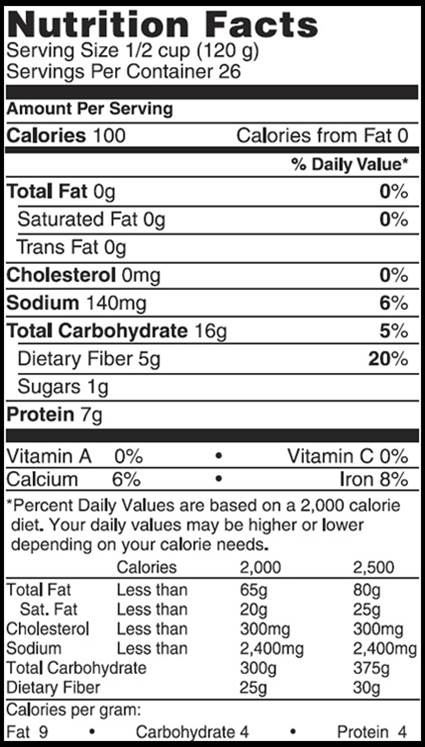 Nutrition Facts
Serving Size 1/2 cup (120 g)
Servings Per Container 26
Amount Per Serving
Calories 100 Calories from Fat 0
% Daily Value*
Total Fat 0g 0%
Saturated Fat 0g 0%
Trans Fat 0g
Cholesterol 0mg 0%
Sodium 140mg 6%
Total Carbohydrate 16g 5%
Dietary Fiber 5g 20%
Sugars 1g
Protein 7g
Vitamin A 0% • Vitamin C 0%
Calcium 6% • Iron 8%
*Percent Daily Values are based on a 2,000 calorie
diet. Your daily values may be higher or lower
depending on your calorie needs.
Calories 2,000 2,500
Total Fat Less than 65g 80g
Sat. Fat Less than 20g 25g
Cholesterol Less than 300mg 300mg
Sodium Less than 2,400mg 2,400mg
Total Carbohydrate 300g 375g
Dietary Fiber 25g 30g
Calories per gram:
Fat 9 • Carbohydrate 4 • Protein 4